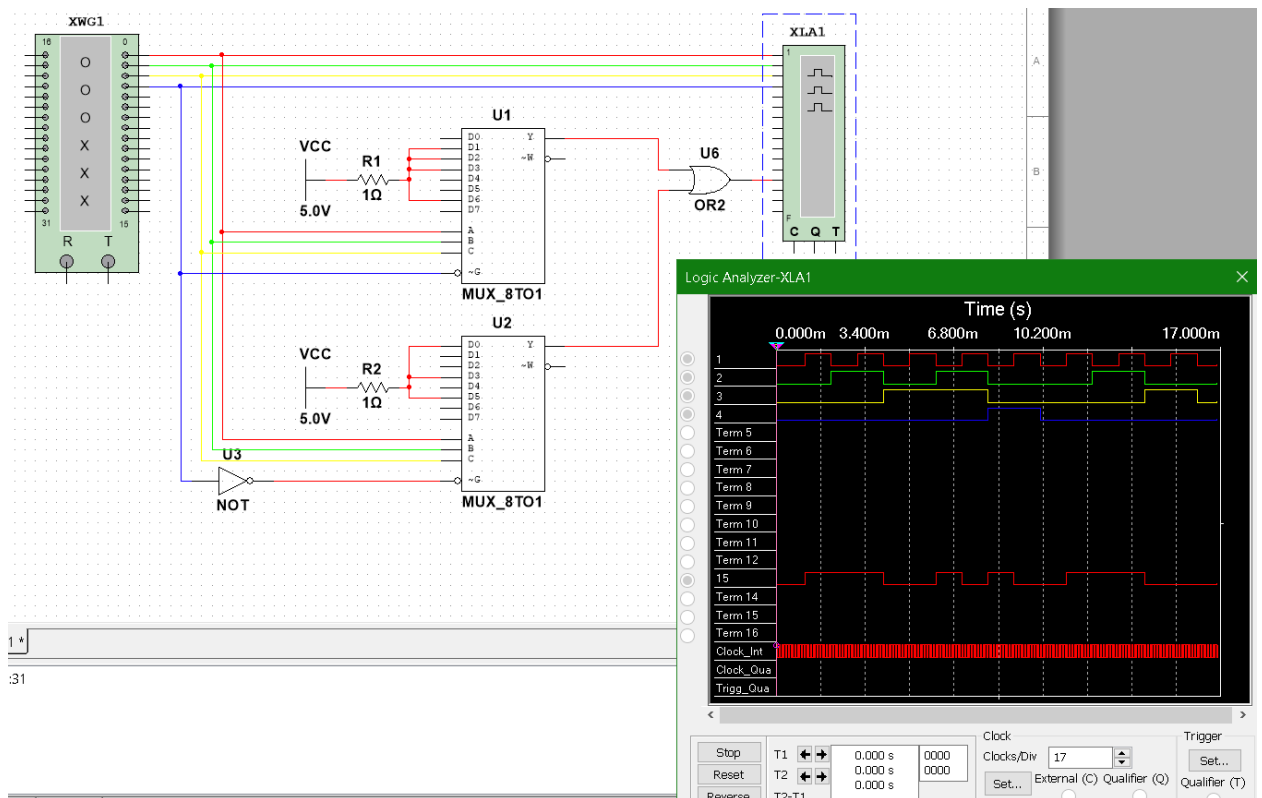 XWG1
16 0
O
O
O
X
X
X
31 15
R T
XLA1
1
F
C Q T
A
B
VCC
5.0V
R1
1Ω
U1
D0 Y
D1
D2 ~W
D3
D4
D5
D6
D7
A
B
C
~G
MUX_8TO1
U6
OR2
U2
VCC
5.0V
R2
1Ω
D0 Y
D1
D2 ~W
D3
D4
D5
D6
D7
A
B
C
~G
MUX_8TO1
U3
NOT
Logic Analyzer-XLA1
Time (s)
0.000m 3.400m 6.800m 10.200m 17.000m
1
2
3
4
Term 5
Term 6
Term 7
Term 8
Term 9
Term 10
Term 11
Term 12
15
Term 14
Term 15
Term 16
Clock_Int
Clock_Qua
Trigg_Qua
1 *
:31
Stop
Reset
Reverse
T1 0.000 s 0000
T2 0.000 s 0000
T2-T1 0.000 s
Clock
Clocks/Div 17
Set... External (C) Qualifier (Q)
Trigger
Set...
Qualifier (T)